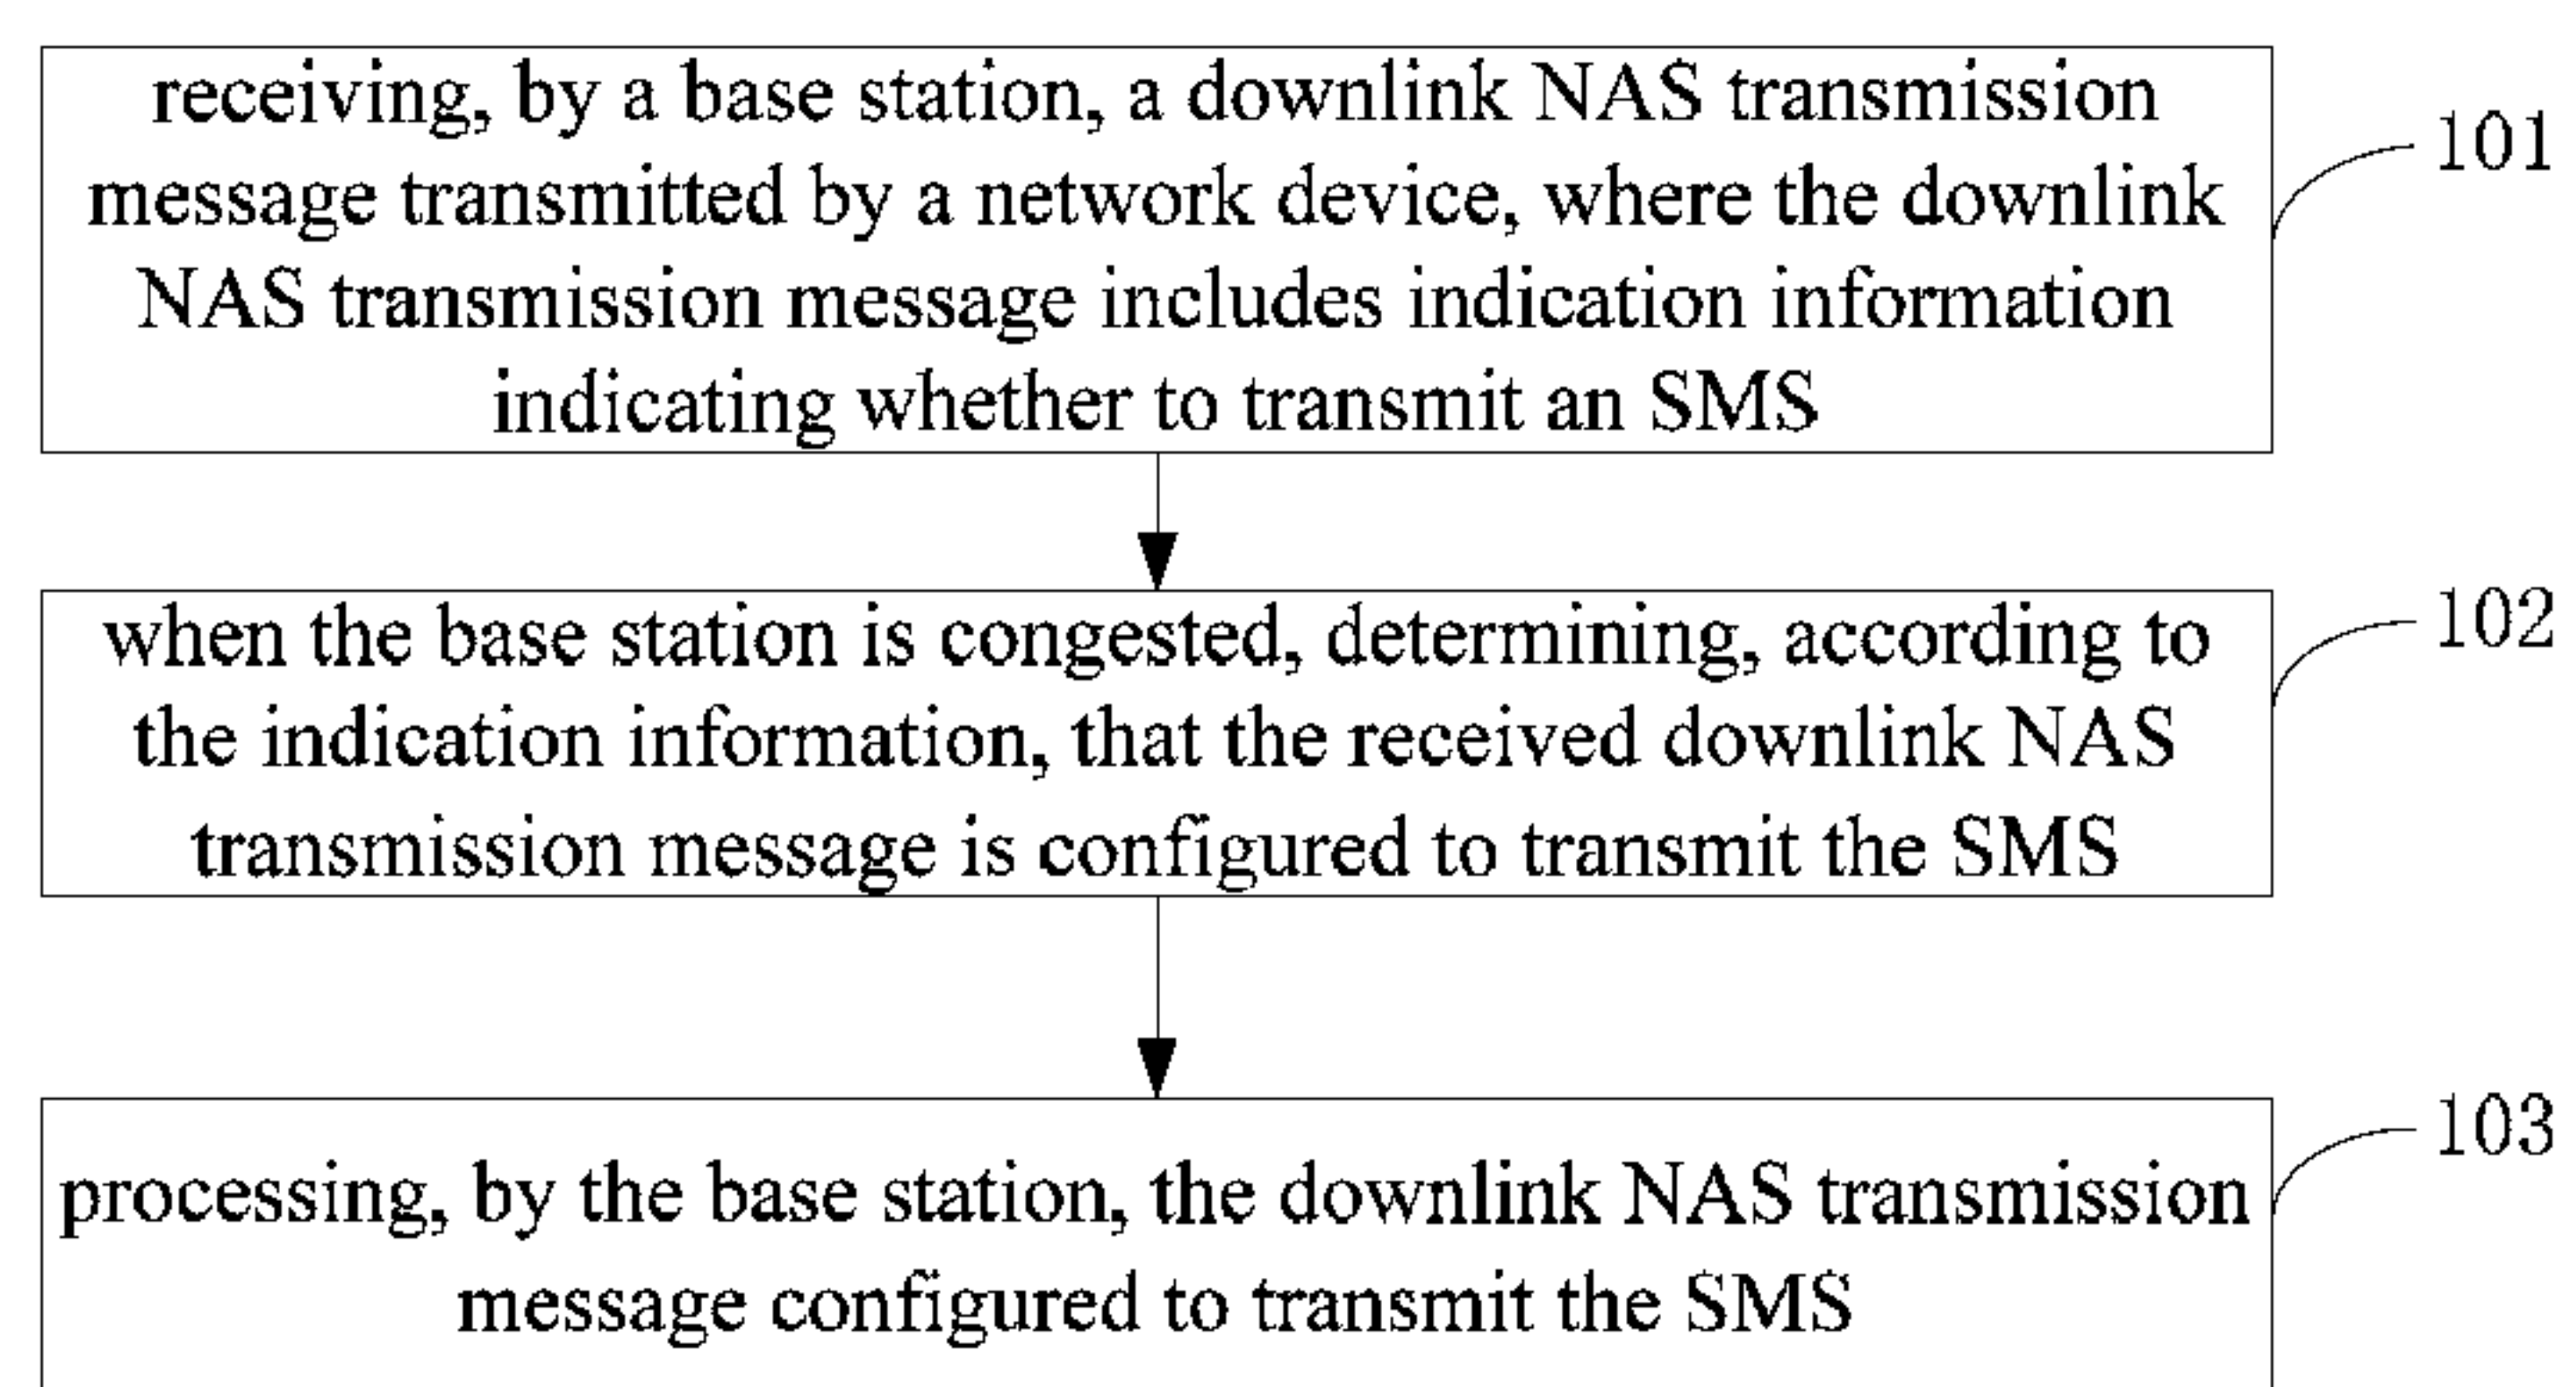 receiving, by a base station, a downlink NAS transmission
message transmitted by a network device, where the downlink
NAS transmission message includes indication information
indicating whether to transmit an SMS
101
when the base station is congested, determining, according to
the indication information, that the received downlink NAS
transmission message is configured to transmit the SMS
102
processing, by the base station, the downlink NAS transmission
message configured to transmit the SMS
103